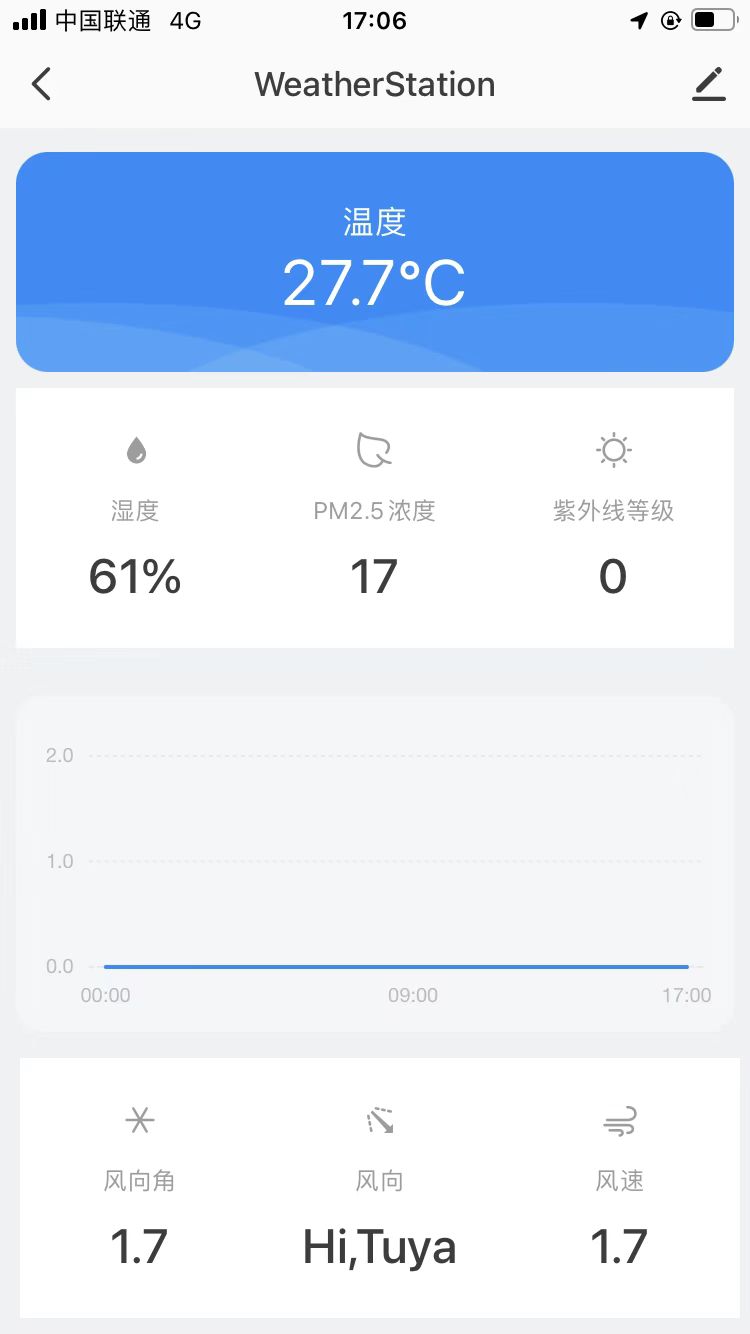 中国联通 4G 17:06
WeatherStation
温度
27.7°C
湿度 PM2.5 浓度 紫外线等级
61% 17 0
2.0
1.0
0.0
00:00 09:00 17:00
风向角 风向 风速
1.7 Hi,Tuya 1.7